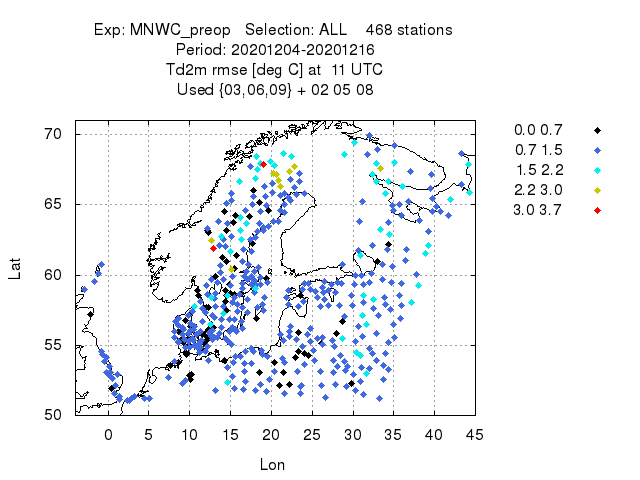 Exp: MNWC_preop   Selection: ALL    468 stations
Period: 20201204-20201216
Td2m rmse [deg C] at  11 UTC
Used {03,06,09} + 02 05 08
0.0 0.7
0.7 1.5
1.5 2.2
2.2 3.0
3.0 3.7
Lat
70
65
60
55
50
0 5 10 15 20 25 30 35 40 45
Lon